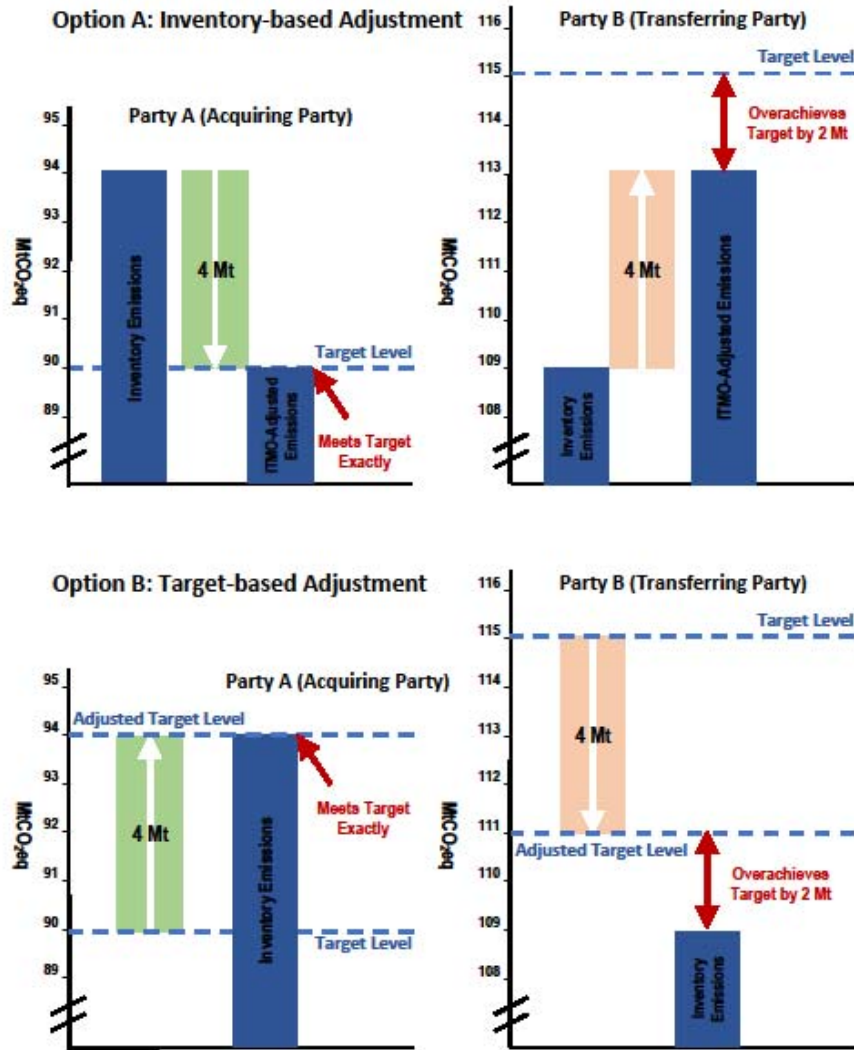 Option A: Inventory-based Adjustment
Party A (Acquiring Party)
95
94
93
92
91
90
89
MtCO2eq
Inventory Emissions
4 Mt
ITMO-Adjusted
Emissions
Target Level
Meets Target
Exactly
Party B (Transferring Party)
116
115
114
113
112
111
110
109
108
MtCO2eq
Target Level
Overachieves
Target by 2 Mt
4 Mt
Inventory
Emissions
ITMO-Adjusted Emissions
Option B: Target-based Adjustment
Party A (Acquiring Party)
95
94
93
92
91
90
89
MtCO2eq
Adjusted Target Level
4 Mt
Inventory Emissions
Meets Target
Exactly
Target Level
Party B (Transferring Party)
116
115
114
113
112
111
110
109
108
MtCO2eq
Target Level
4 Mt
Adjusted Target Level
Overachieves
Target by 2 Mt
Inventory
Emissions